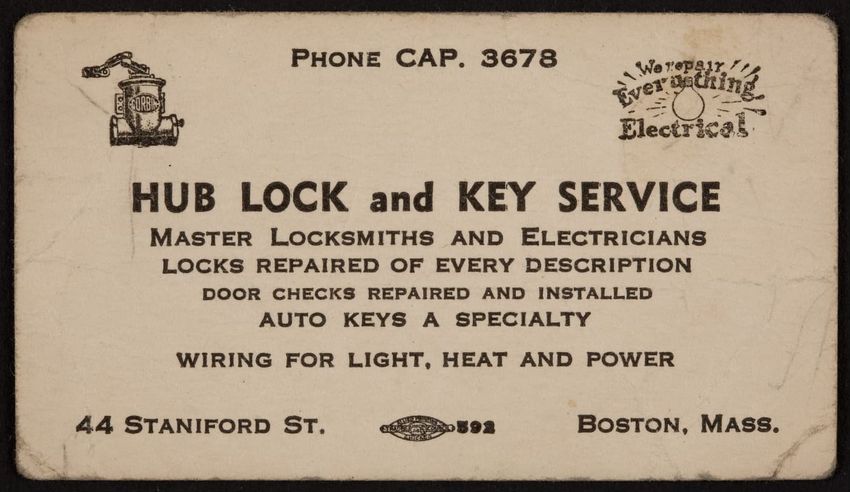 PHONE CAP. 3678
CORBIN
We repair
Everything
Electrical
HUB LOCK and KEY SERVICE
MASTER LOCKSMITHS AND ELECTRICIANS
LOCKS REPAIRED OF EVERY DESCRIPTION
DOOR CHECKS REPAIRED AND INSTALLED
AUTO KEYS A SPECIALTY
WIRING FOR LIGHT, HEAT AND POWER
44 STANIFORD ST.
592
BOSTON, MASS.